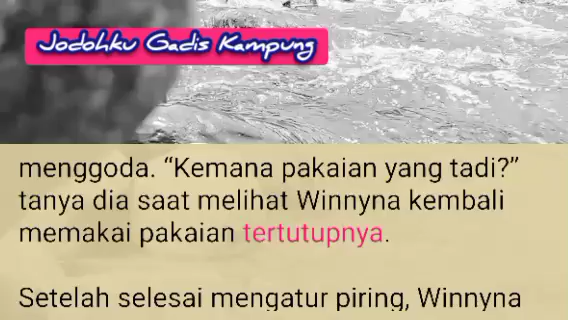 Jodohku Gadis Kampung
menggoda. “Kemana pakaian yang tadi?”
tanya dia saat melihat Winnyna kembali
memakai pakaian tertutupnya.
Setelah selesai mengatur piring, Winnyna